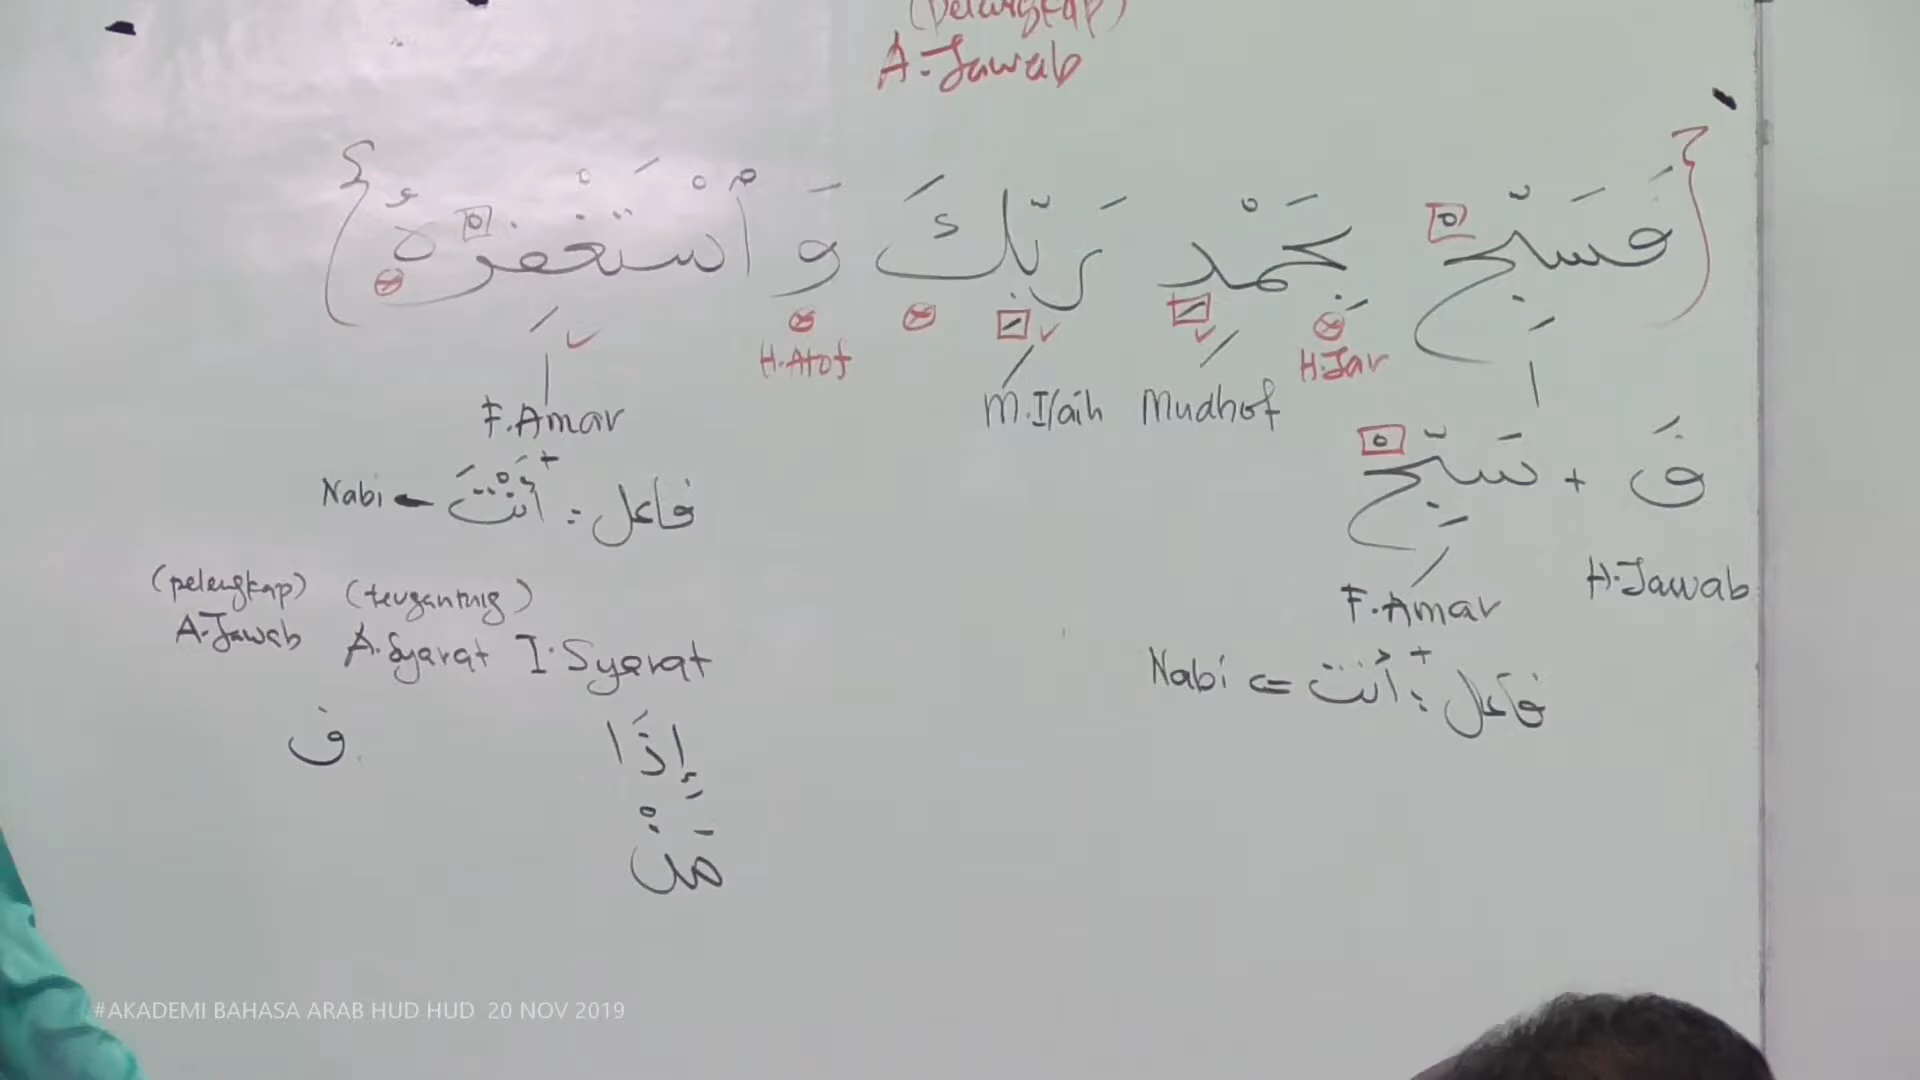 (Pelengkap)
A. Jawab
{فَسَبِّحْ بِحَمْدِ رَبِّكَ وَ اْسْتَغْفِرْهُ}
H. Jar
H. Atof
Mudhof
M. Ilaih
F. Amar
فَ + سَبِّحْ
فاعل : أَنْتَ - Nabi
H. Jawab
F. Amar
فاعل : أنت = Nabi
(pelengkap) (tergantung)
A. Jawab A. Syarat I. Syarat
ف إِذَا
مَنْ
#AKADEMI BAHASA ARAB HUD HUD 20 NOV 2019